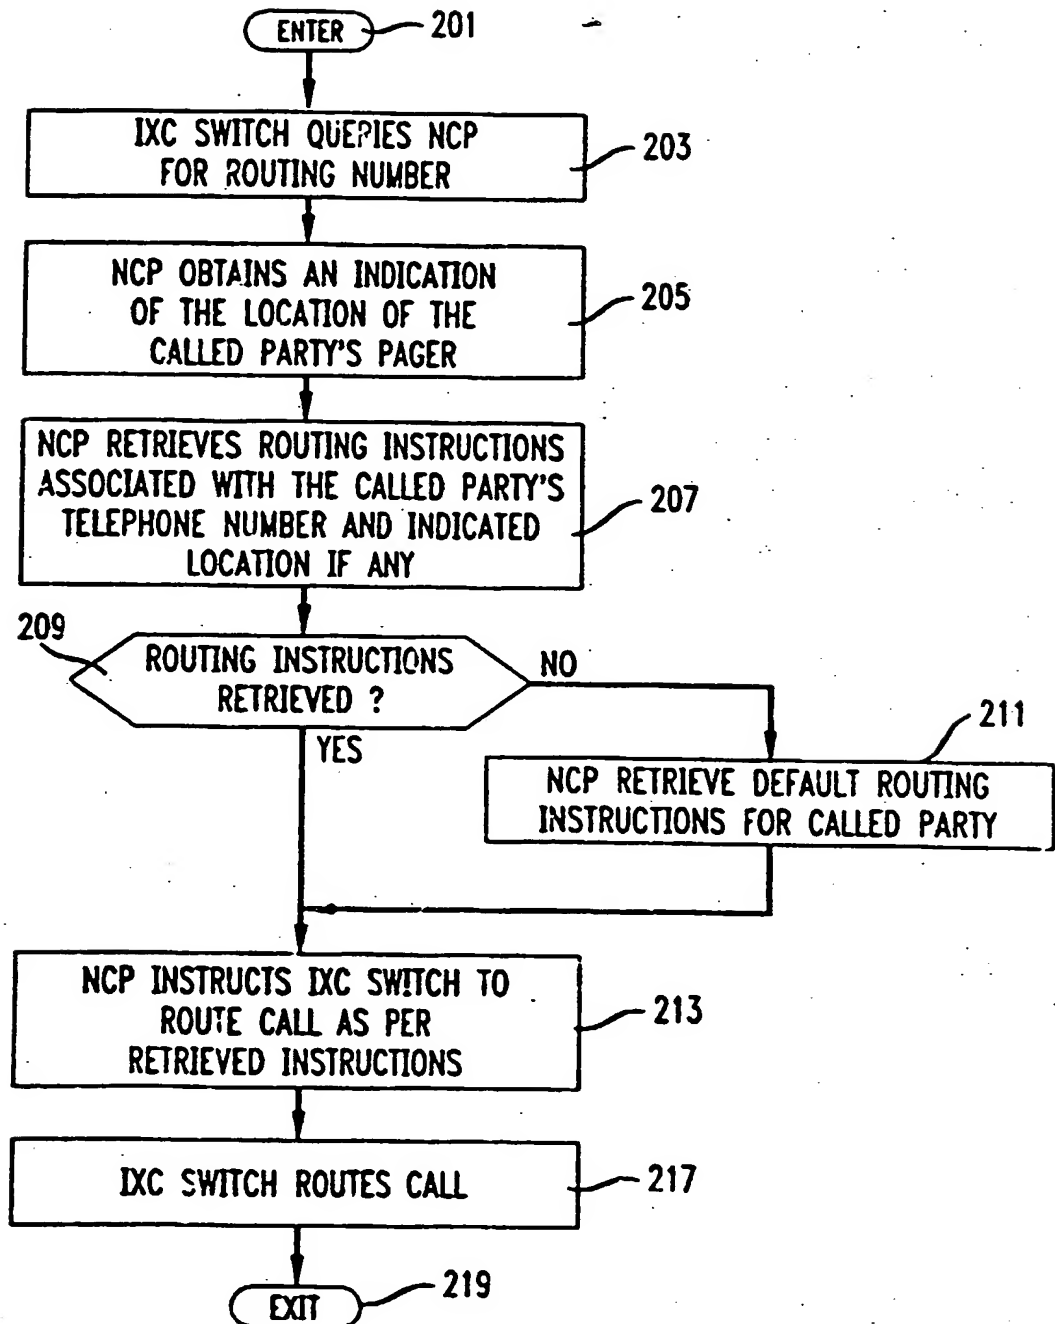 ENTER
201
IXC SWITCH QUERIES NCP
FOR ROUTING NUMBER
203
NCP OBTAINS AN INDICATION
OF THE LOCATION OF THE
CALLED PARTY'S PAGER
205
NCP RETRIEVES ROUTING INSTRUCTIONS
ASSOCIATED WITH THE CALLED PARTY'S
TELEPHONE NUMBER AND INDICATED
LOCATION IF ANY
207
209
ROUTING INSTRUCTIONS
RETRIEVED ?
NO
YES
211
NCP RETRIEVE DEFAULT ROUTING
INSTRUCTIONS FOR CALLED PARTY
NCP INSTRUCTS IXC SWITCH TO
ROUTE CALL AS PER
RETRIEVED INSTRUCTIONS
213
IXC SWITCH ROUTES CALL
217
EXIT
219